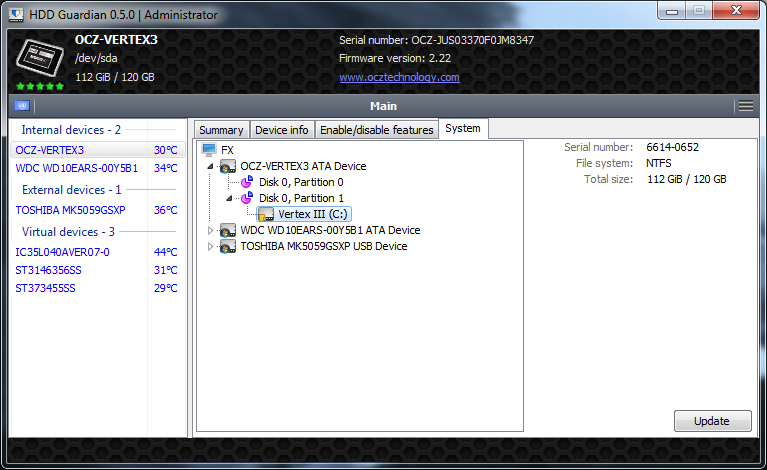 HDD Guardian 0.5.0 | Administrator
OCZ-VERTEX3
/dev/sda
112 GiB / 120 GB
Serial number: OCZ-JUS03370F0JM8347
Firmware version: 2.22
www.ocztechnology.com
Main
Internal devices - 2
OCZ-VERTEX3 30°C
WDC WD10EARS-00Y5B1 34°C
External devices - 1
TOSHIBA MK5059GSXP 36°C
Virtual devices - 3
IC35L040AVER07-0 44°C
ST3146356SS 31°C
ST373455SS 29°C
Summary Device info Enable/disable features System
FX
OCZ-VERTEX3 ATA Device
Disk 0, Partition 0
Disk 0, Partition 1
Vertex III (C:)
WDC WD10EARS-00Y5B1 ATA Device
TOSHIBA MK5059GSXP USB Device
Serial number: 6614-0652
File system: NTFS
Total size: 112 GiB / 120 GB
Update